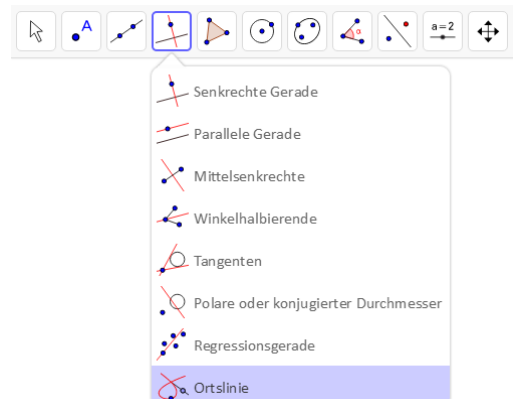 A
α
a=2
Senkrechte Gerade
Parallele Gerade
Mittelsenkrechte
Winkelhalbierende
Tangenten
Polare oder konjugierter Durchmesser
Regressionsgerade
Ortslinie